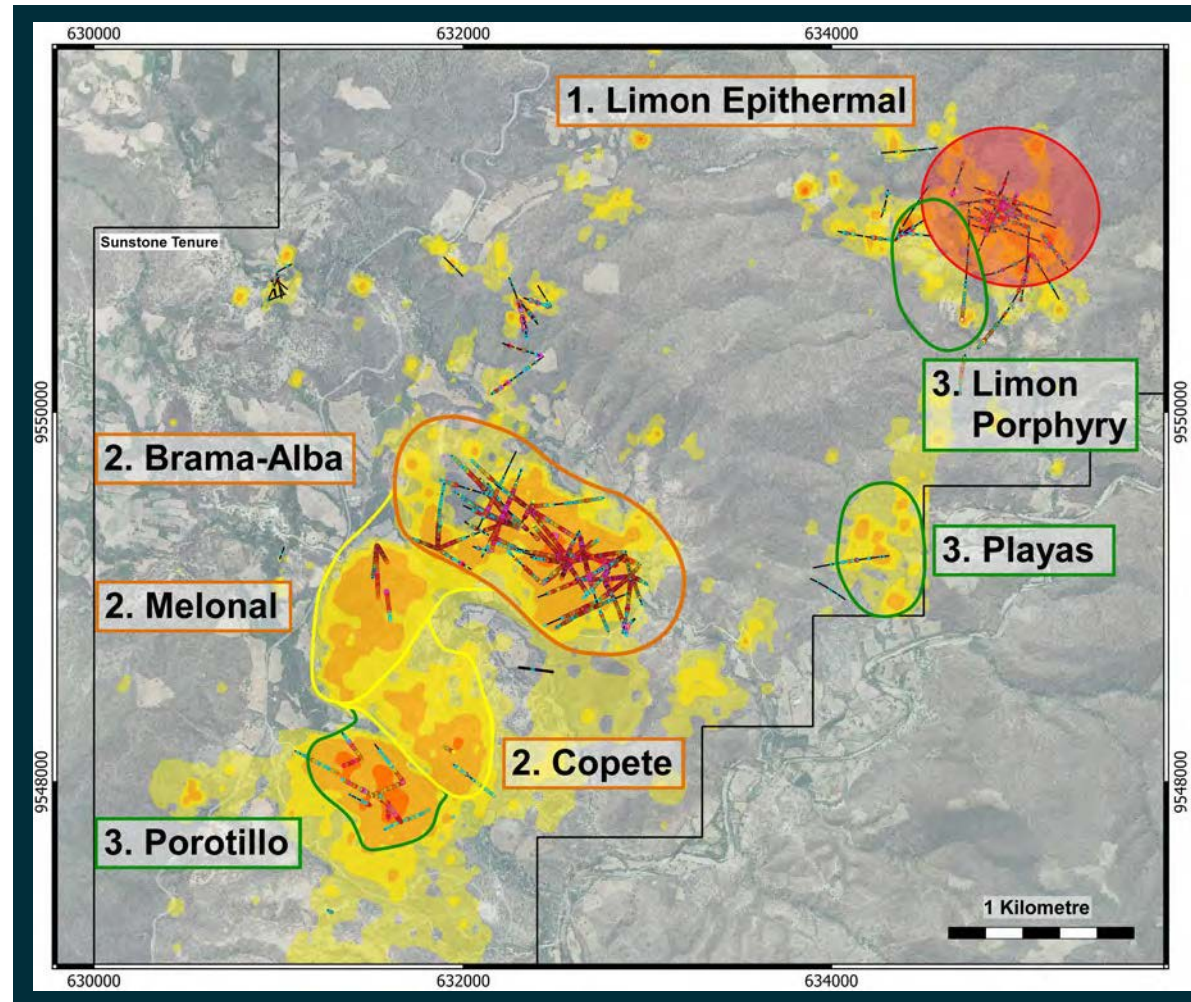 630000
632000
634000
1. Limon Epithermal
Sunstone Tenure
3. Limon
Porphyry
9550000
9550000
2. Brama-Alba
3. Playas
2. Melonal
2. Copete
9548000
9548000
3. Porotillo
1 Kilometre
630000
632000
634000